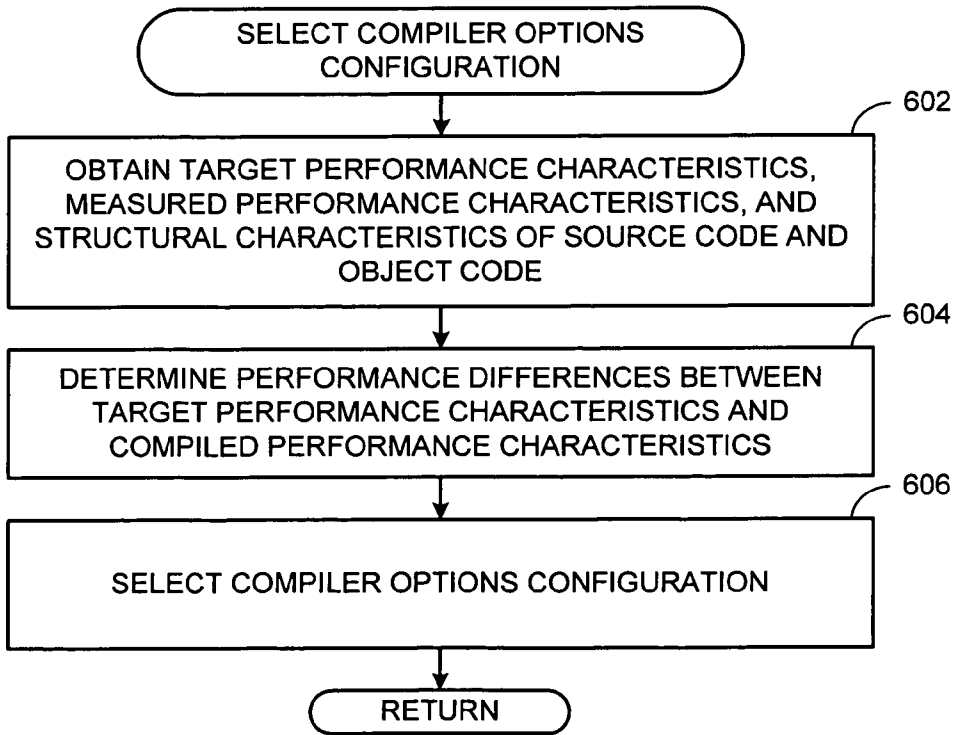 SELECT COMPILER OPTIONS
CONFIGURATION
602
OBTAIN TARGET PERFORMANCE CHARACTERISTICS,
MEASURED PERFORMANCE CHARACTERISTICS, AND
STRUCTURAL CHARACTERISTICS OF SOURCE CODE AND
OBJECT CODE
604
DETERMINE PERFORMANCE DIFFERENCES BETWEEN
TARGET PERFORMANCE CHARACTERISTICS AND
COMPILED PERFORMANCE CHARACTERISTICS
606
SELECT COMPILER OPTIONS CONFIGURATION
RETURN